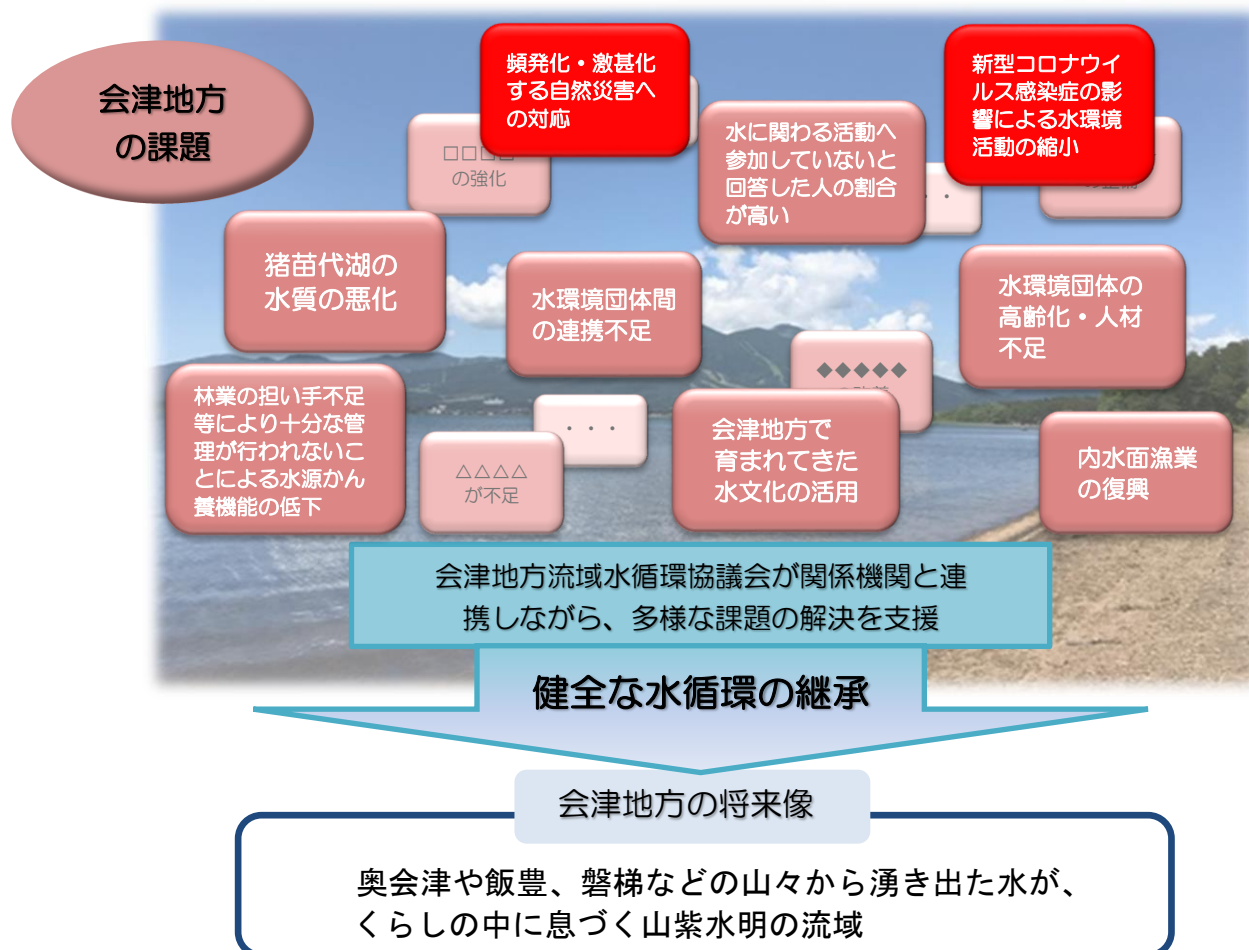 会津地方
の課題
頻発化・激甚化
する自然災害へ
の対応
新型コロナウイ
ルス感染症の影
響による水環境
活動の縮小
□□□□
の強化
水に関わる活動へ
参加していないと
回答した人の割合
が高い
猪苗代湖の
水質の悪化
水環境団体間
の連携不足
水環境団体の
高齢化・人材
不足
◆◆◆◆◆
林業の担い手不足
等により十分な管
理が行われないこ
とによる水源かん
養機能の低下
・・・
△△△△
が不足
会津地方で
育まれてきた
水文化の活用
内水面漁業
の復興
会津地方流域水循環協議会が関係機関と連
携しながら、多様な課題の解決を支援
健全な水循環の継承
会津地方の将来像
奥会津や飯豊、磐梯などの山々から湧き出た水が、
くらしの中に息づく山紫水明の流域